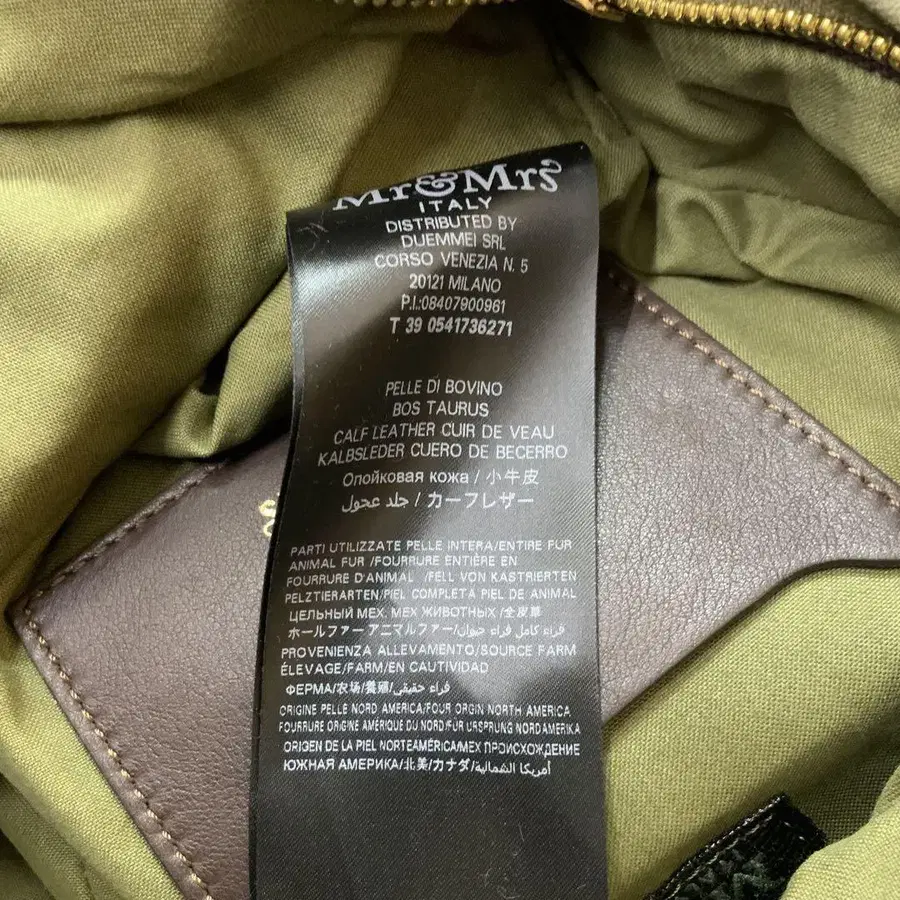 Mr&Mrs
ITALY
DISTRIBUTED BY
DUEMMEI SRL
CORSO VENEZIA N. 5
20121 MILANO
P.I.:08407900961
T 39 0541736271
PELLE DI BOVINO
BOS TAURUS
CALF LEATHER CUIR DE VEAU
KALBSLEDER CUERO DE BECERRO
Опойковая кожа / 小牛皮
جلد عجول / カーフレザー
PARTI UTILIZZATE PELLE INTERA/ENTIRE FUR
ANIMAL FUR /FOURRURE ENTIÈRE EN
FOURRURE D'ANIMAL /FELL VON KASTRIERTEN
PELZTIERARTEN/PIEL COMPLETA PIEL DE ANIMAL
ЦЕЛЬНЫЙ МЕХ. МЕХ ЖИВОТНЫХ /全皮草
ホールファー アニマルファー/فراء كامل فراء حيوان
PROVENIENZA ALLEVAMENTO/SOURCE FARM
ÉLEVAGE/FARM/EN CAUTIVIDAD
ФЕРМА/农场/養殖/فراء حقيقي
ORIGINE PELLE NORD AMERICA/FOUR ORGIN NORTH AMERICA
FOURRURE ORIGINE AMÉRIQUE DU NORD/FUR URSPRUNG NORDAMERIKA
ORIGEN DE LA PIEL NORTEAMÉRICA/МЕХ ПРОИСХОЖДЕНИЕ
ЮЖНАЯ АМЕРИКА/北美/カナダ/أمريكا الشمالية